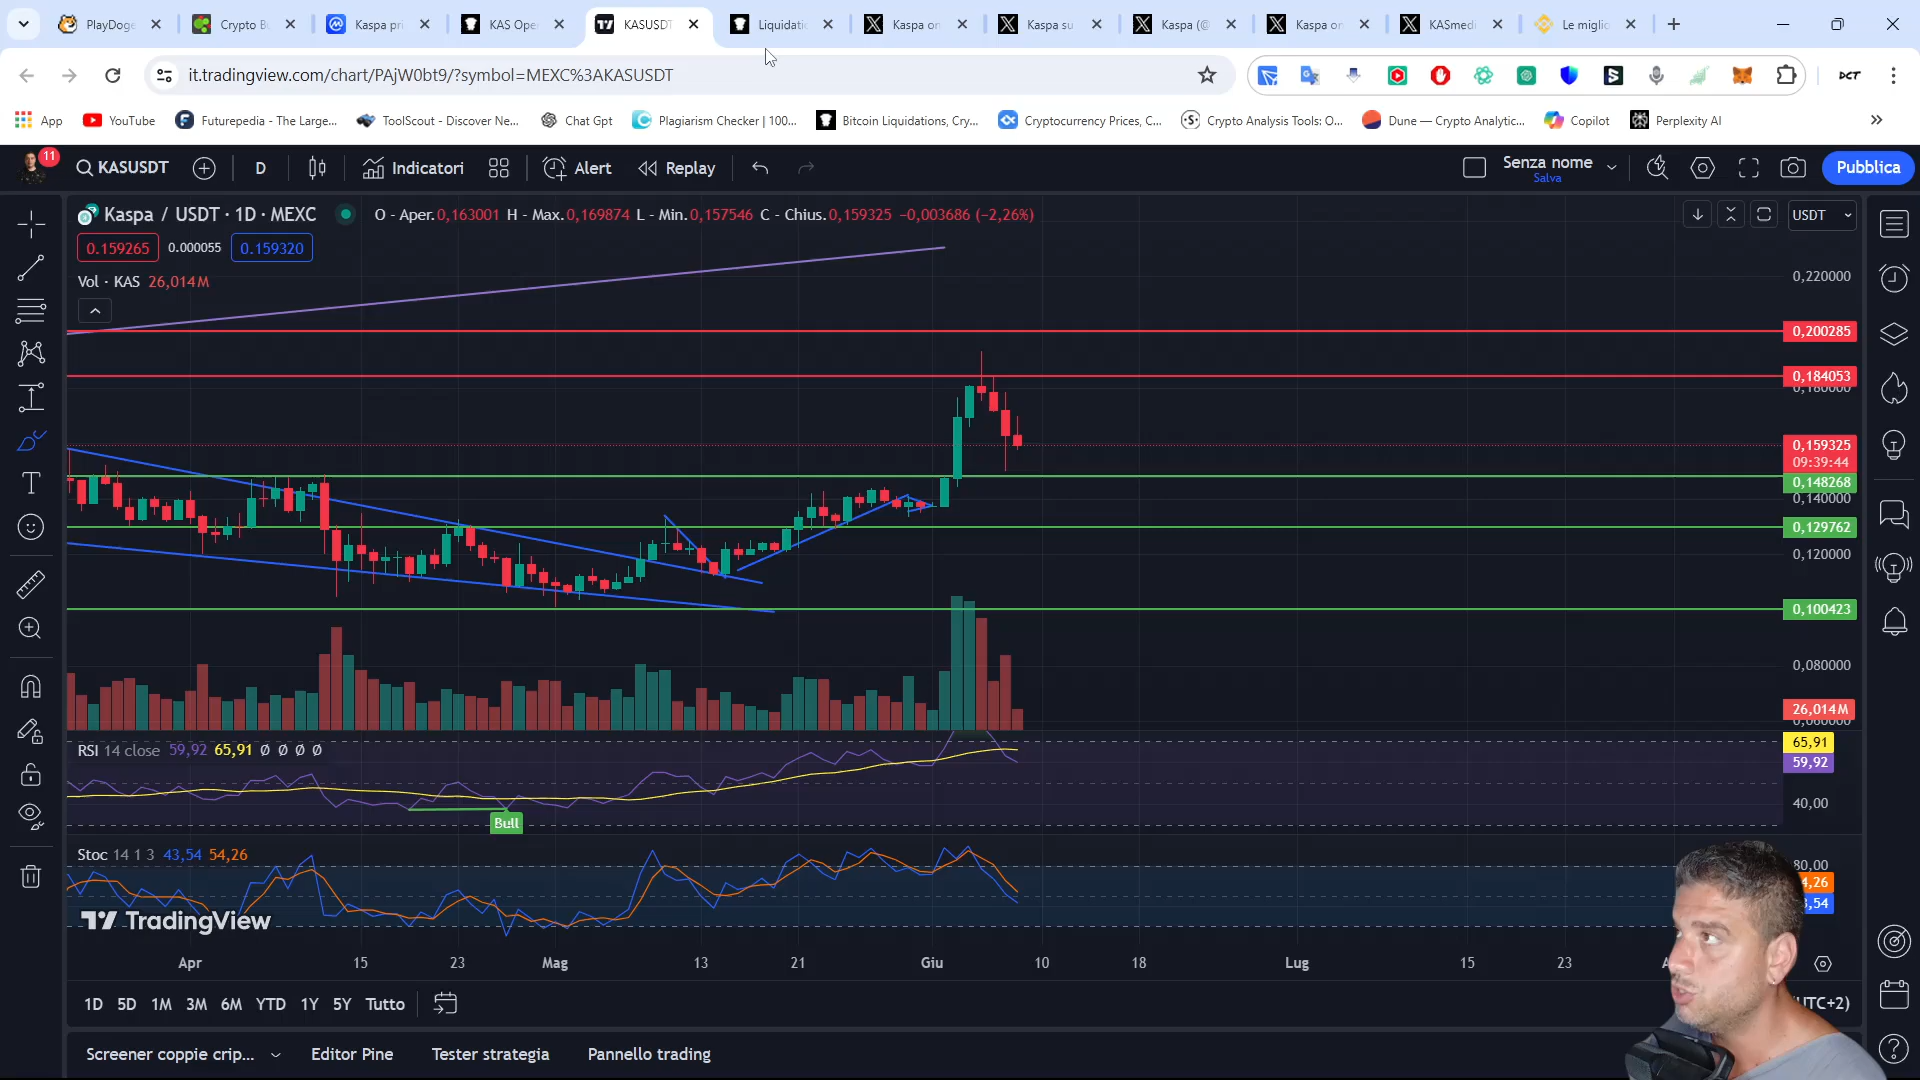 PlayDoge
Crypto B
Kaspa pri
KAS Ope
KASUSDT
Liquidati
Kaspa on
Kaspa su
Kaspa (@
Kaspa on
KASmedi
Le miglio
it.tradingview.com/chart/PAjW0bt9/?symbol=MEXC%3AKASUSDT
DCT
App
YouTube
Futurepedia - The Large...
ToolScout - Discover Ne...
Chat Gpt
Plagiarism Checker | 100...
Bitcoin Liquidations, Cry...
Cryptocurrency Prices, C...
Crypto Analysis Tools: O...
Dune — Crypto Analytic...
Copilot
Perplexity AI
11
KASUSDT
D
Indicatori
Alert
Replay
Senza nome
Salva
Pubblica
Kaspa / USDT · 1D · MEXC
O - Aper.0,163001 H - Max.0,169874 L - Min.0,157546 C - Chius.0,159325 −0,003686 (−2,26%)
USDT
0.159265
0.000055
0.159320
Vol · KAS 26,014M
0,220000
0,200285
0,184053
0,180000
0,159325
09:39:44
0,148268
0,140000
0,129762
0,120000
0,100423
0,080000
26,014M
0,060000
RSI 14 close 59,92 65,91 Ø Ø Ø Ø
65,91
59,92
40,00
Bull
Stoc 14 1 3 43,54 54,26
80,00
4,26
3,54
TradingView
Apr
15
23
Mag
13
21
Giu
10
18
Lug
15
23
1D
5D
1M
3M
6M
YTD
1Y
5Y
Tutto
UTC+2)
Screener coppie crip...
Editor Pine
Tester strategia
Pannello trading